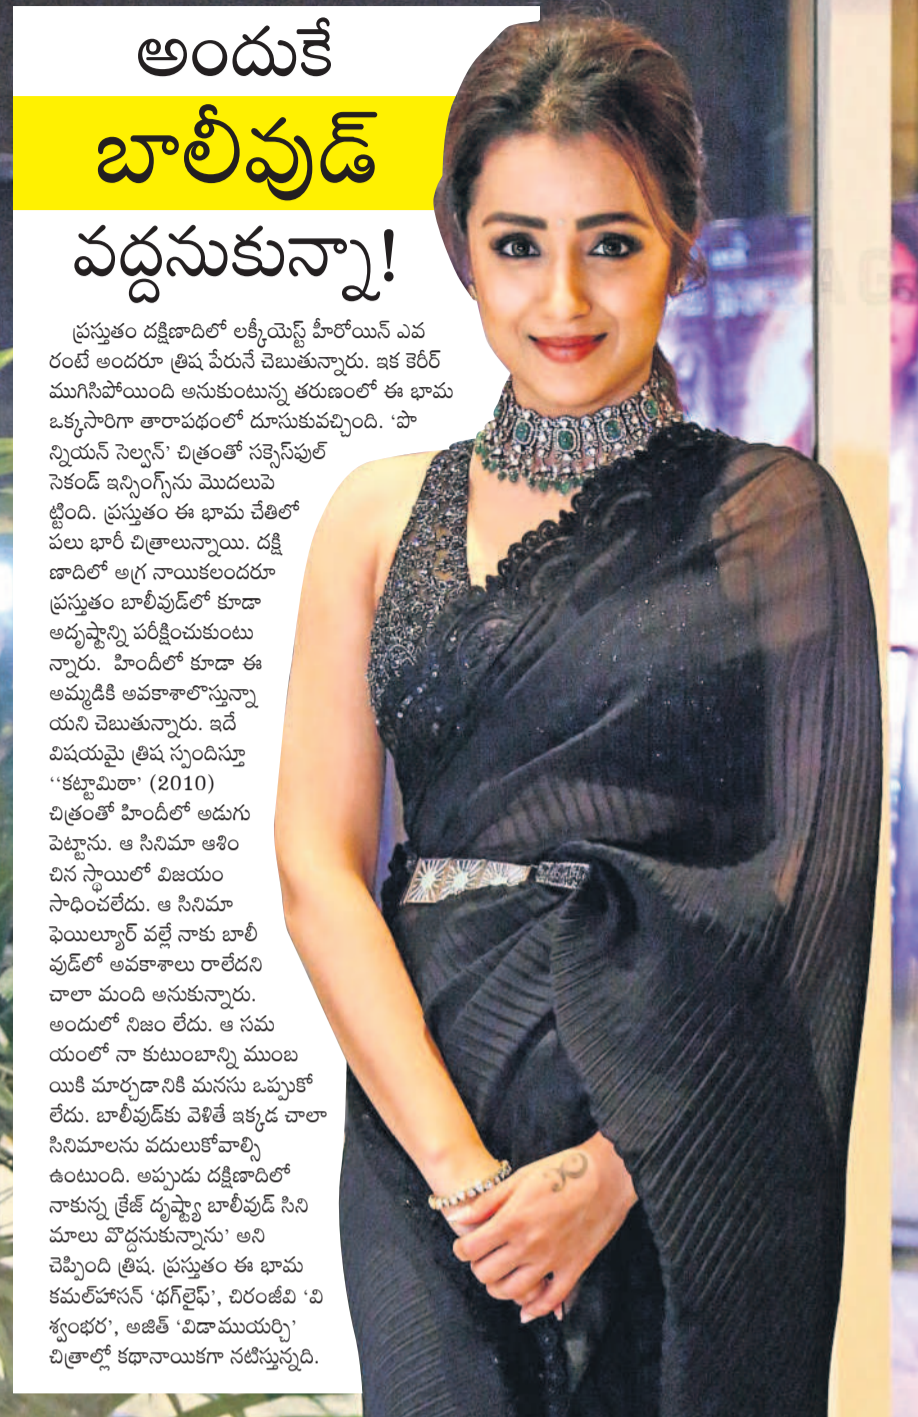 అందుకే
బాలీవుడ్
వద్దనుకున్నా!
ప్రస్తుతం దక్షిణాదిలో లక్కీయెస్ట్ హీరోయిన్ ఎవ
రంటే అందరూ త్రిష పేరునే చెబుతున్నారు. ఇక కెరీర్
ముగిసిపోయింది అనుకుంటున్న తరుణంలో ఈ భామ
ఒక్కసారిగా తారాపథంలో దూసుకువచ్చింది. ‘పొ
న్నియన్ సెల్వన్’ చిత్రంతో సక్సెస్‌ఫుల్
సెకండ్ ఇన్నింగ్స్‌ను మొదలుపె
ట్టింది. ప్రస్తుతం ఈ భామ చేతిలో
పలు భారీ చిత్రాలున్నాయి. దక్షి
ణాదిలో అగ్ర నాయికలందరూ
ప్రస్తుతం బాలీవుడ్‌లో కూడా
అదృష్టాన్ని పరీక్షించుకుంటు
న్నారు. హిందీలో కూడా ఈ
అమ్మడికి అవకాశాలొస్తున్నా
యని చెబుతున్నారు. ఇదే
విషయమై త్రిష స్పందిస్తూ
‘‘కట్టామిఠా’ (2010)
చిత్రంతో హిందీలో అడుగు
పెట్టాను. ఆ సినిమా ఆశిం
చిన స్థాయిలో విజయం
సాధించలేదు. ఆ సినిమా
ఫెయిల్యూర్ వల్లే నాకు బాలీ
వుడ్‌లో అవకాశాలు రాలేదని
చాలా మంది అనుకున్నారు.
అందులో నిజం లేదు. ఆ సమ
యంలో నా కుటుంబాన్ని ముంబ
యికి మార్చడానికి మనసు ఒప్పుకో
లేదు. బాలీవుడ్‌కు వెళితే ఇక్కడ చాలా
సినిమాలను వదులుకోవాల్సి
ఉంటుంది. అప్పుడు దక్షిణాదిలో
నాకున్న క్రేజ్ దృష్ట్యా బాలీవుడ్ సిని
మాలు వొద్దనుకున్నాను’ అని
చెప్పింది త్రిష. ప్రస్తుతం ఈ భామ
కమల్‌హాసన్ ‘థగ్‌లైఫ్’, చిరంజీవి ‘వి
శ్వంభర’, అజిత్ ‘విడాముయర్చి’
చిత్రాల్లో కథానాయికగా నటిస్తున్నది.